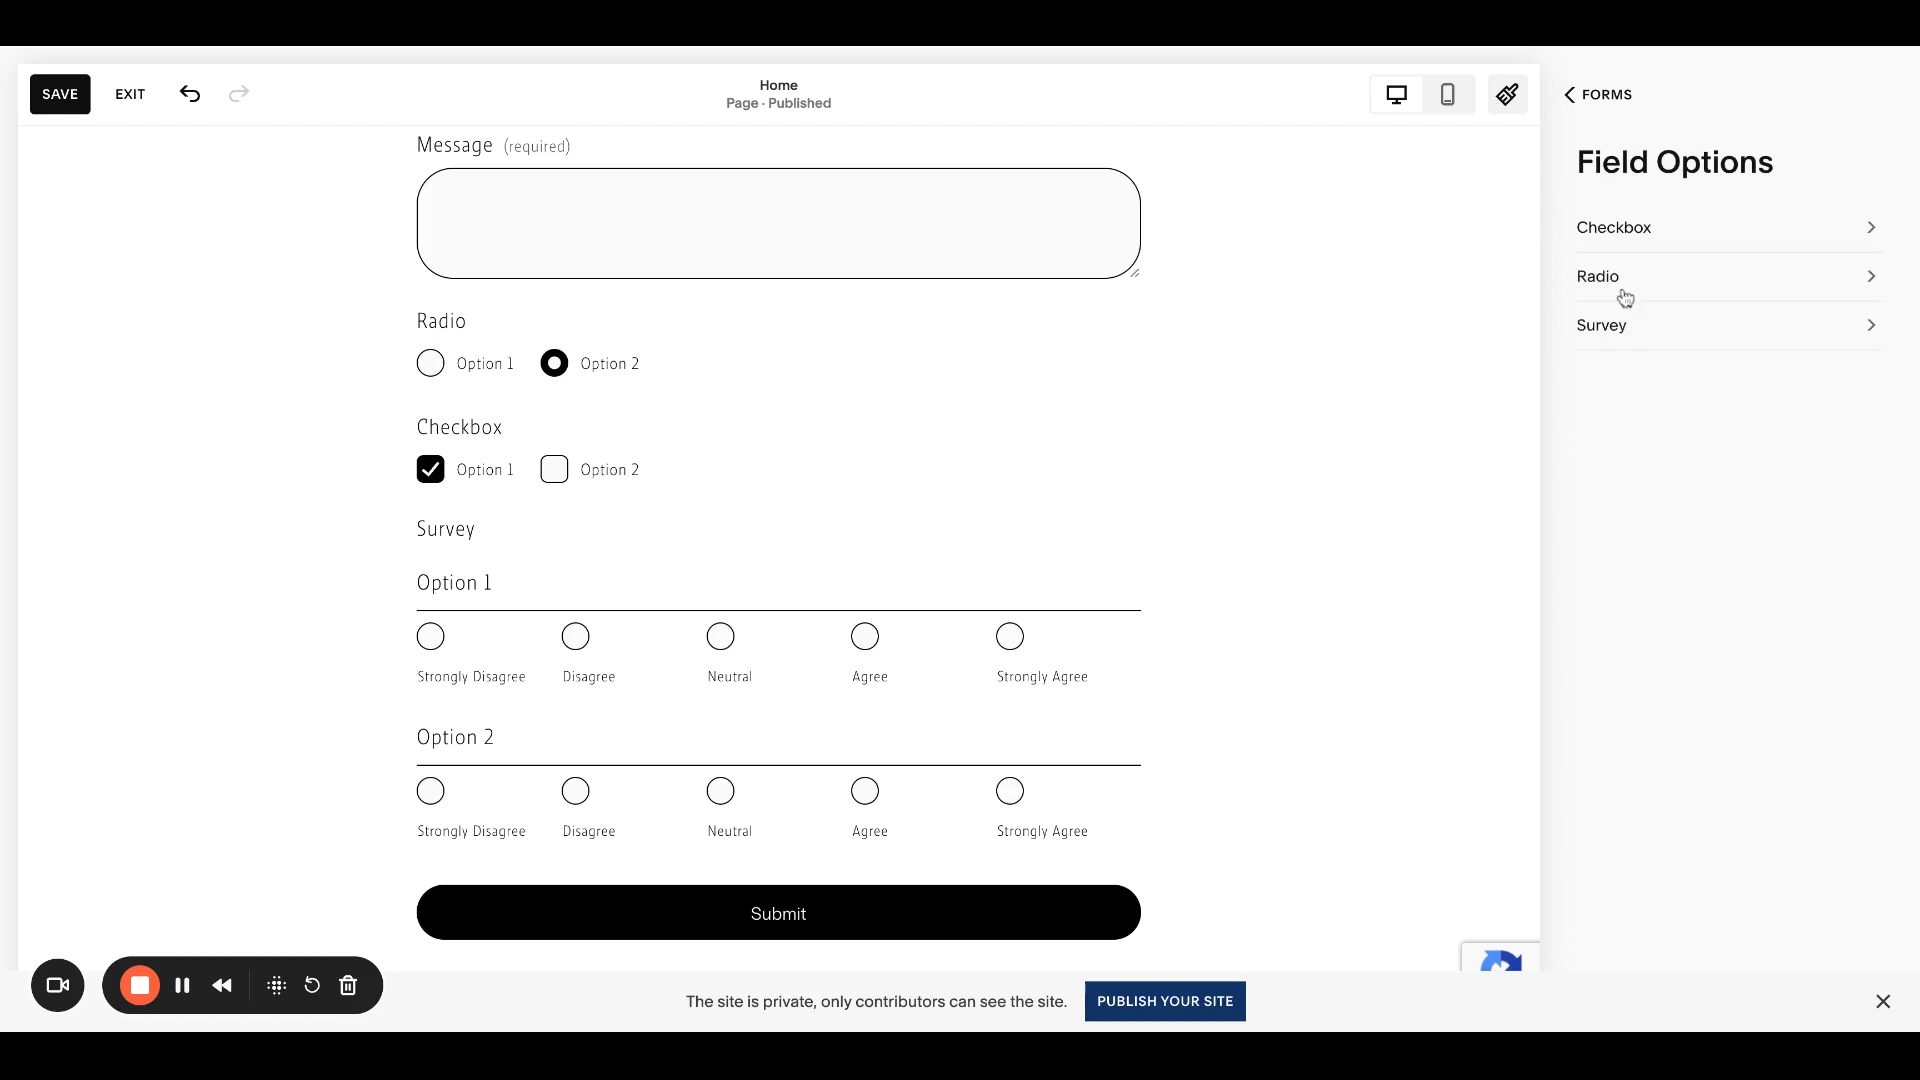 SAVE EXIT
Home
Page · Published
FORMS
Field Options
Checkbox
Radio
Survey
Message (required)
Radio
Option 1 Option 2
Checkbox
Option 1 Option 2
Survey
Option 1
Strongly Disagree Disagree Neutral Agree Strongly Agree
Option 2
Strongly Disagree Disagree Neutral Agree Strongly Agree
Submit
The site is private, only contributors can see the site. PUBLISH YOUR SITE